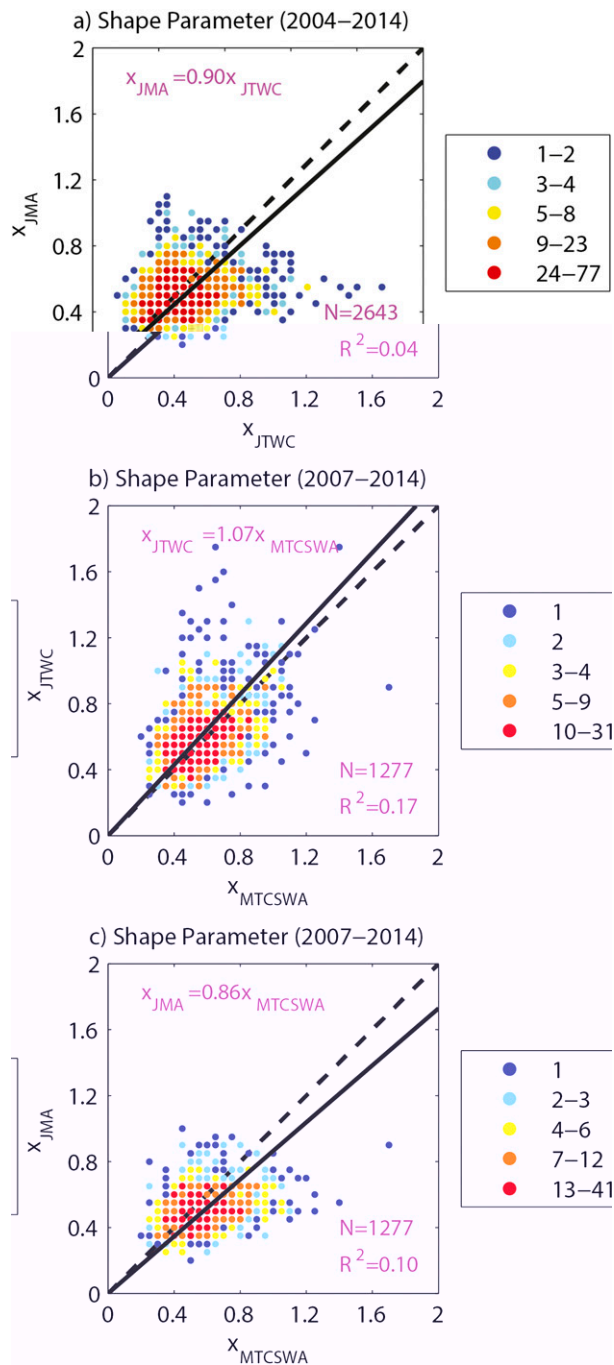 a) Shape Parameter (2004−2014)
2
1.6
1.2
0.8
0.4
0
x_JMA
x_JMA =0.90x_JTWC
N=2643
R²=0.04
0 0.4 0.8 1.2 1.6 2
x_JTWC
1−2
3−4
5−8
9−23
24−77
b) Shape Parameter (2007−2014)
2
1.6
1.2
0.8
0.4
0
x_JTWC
x_JTWC =1.07x_MTCSWA
N=1277
R²=0.17
0 0.4 0.8 1.2 1.6 2
x_MTCSWA
1
2
3−4
5−9
10−31
c) Shape Parameter (2007−2014)
2
1.6
1.2
0.8
0.4
0
x_JMA
x_JMA =0.86x_MTCSWA
N=1277
R²=0.10
0 0.4 0.8 1.2 1.6 2
x_MTCSWA
1
2−3
4−6
7−12
13−41